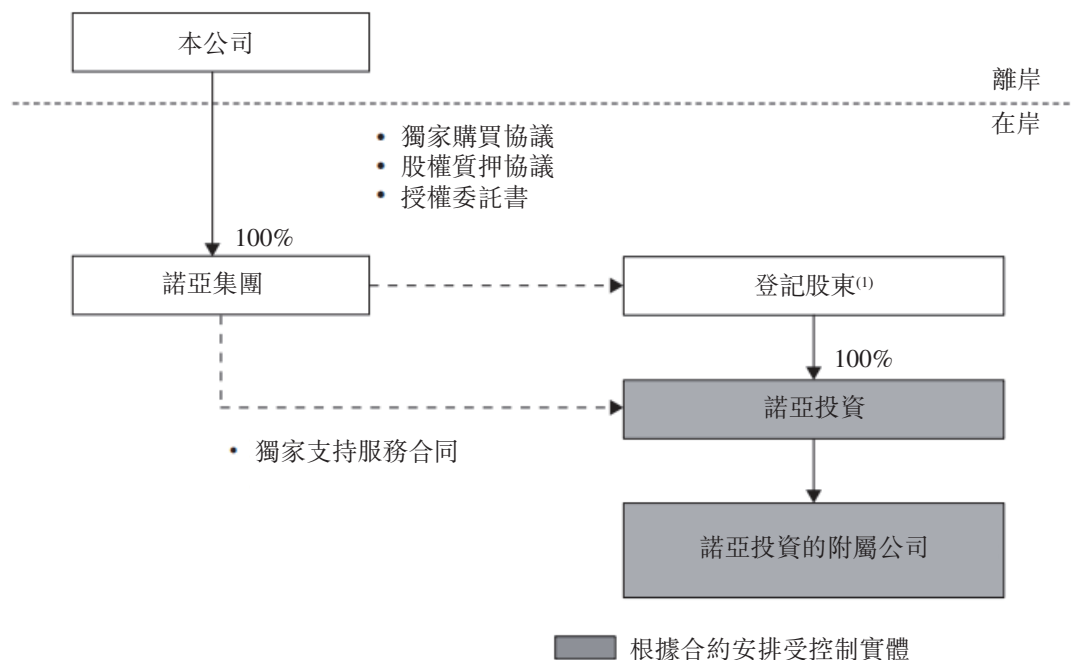 本公司
離岸
在岸
• 獨家購買協議
• 股權質押協議
• 授權委託書
100%
諾亞集團
登記股東(1)
100%
諾亞投資
• 獨家支持服務合同
諾亞投資的附屬公司
根據合約安排受控制實體